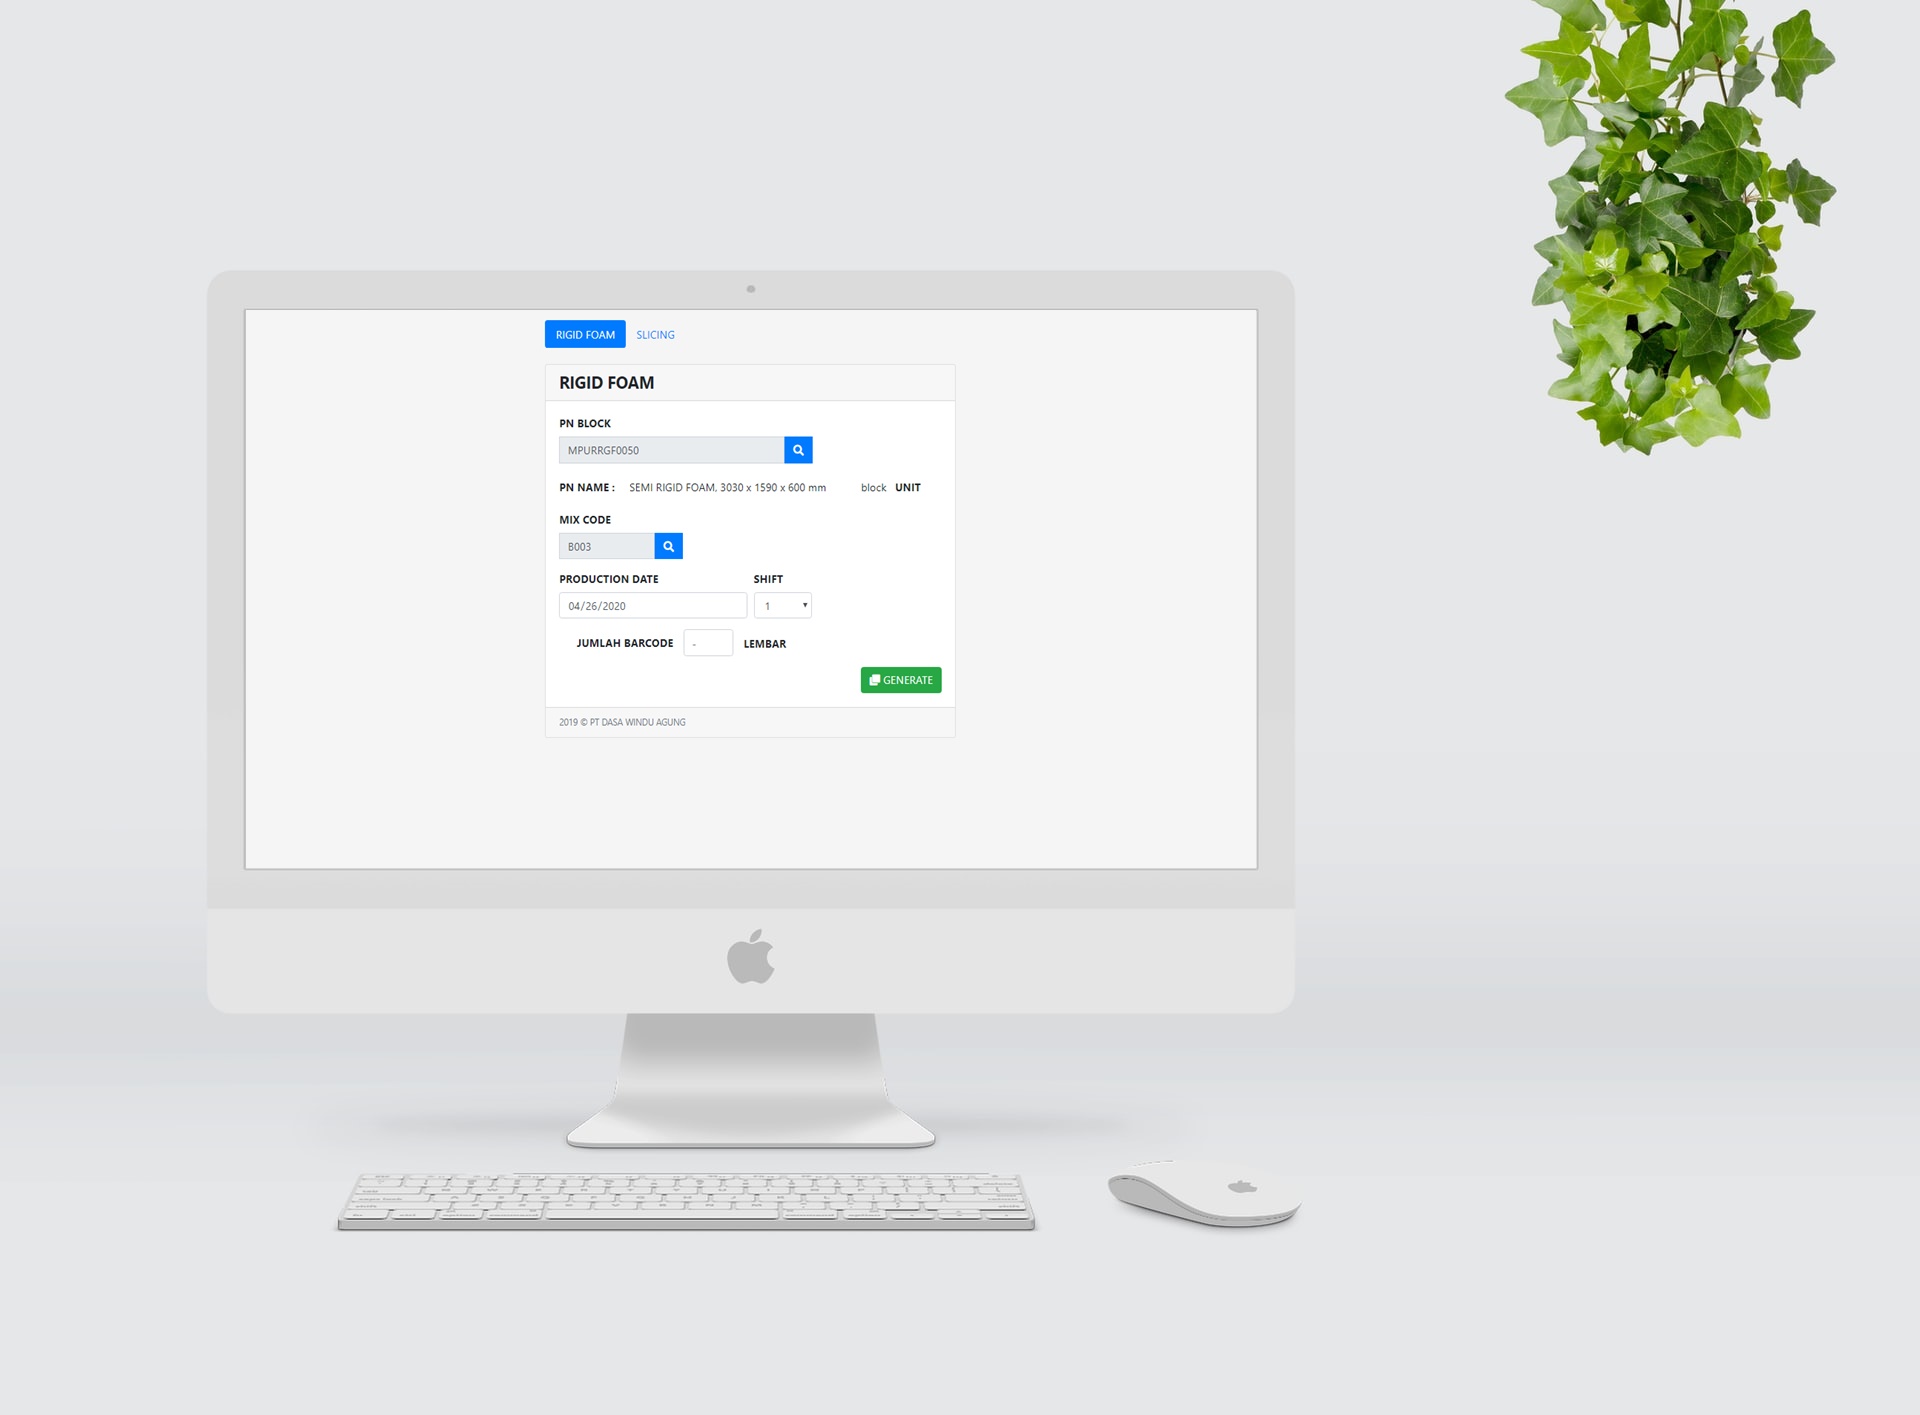 RIGID FOAM SLICING
RIGID FOAM
PN BLOCK
MPURRGF0050
PN NAME : SEMI RIGID FOAM, 3030 x 1590 x 600 mm block UNIT
MIX CODE
B003
PRODUCTION DATE SHIFT
04/26/2020 1
JUMLAH BARCODE - LEMBAR
GENERATE
2019 © PT DASA WINDU AGUNG